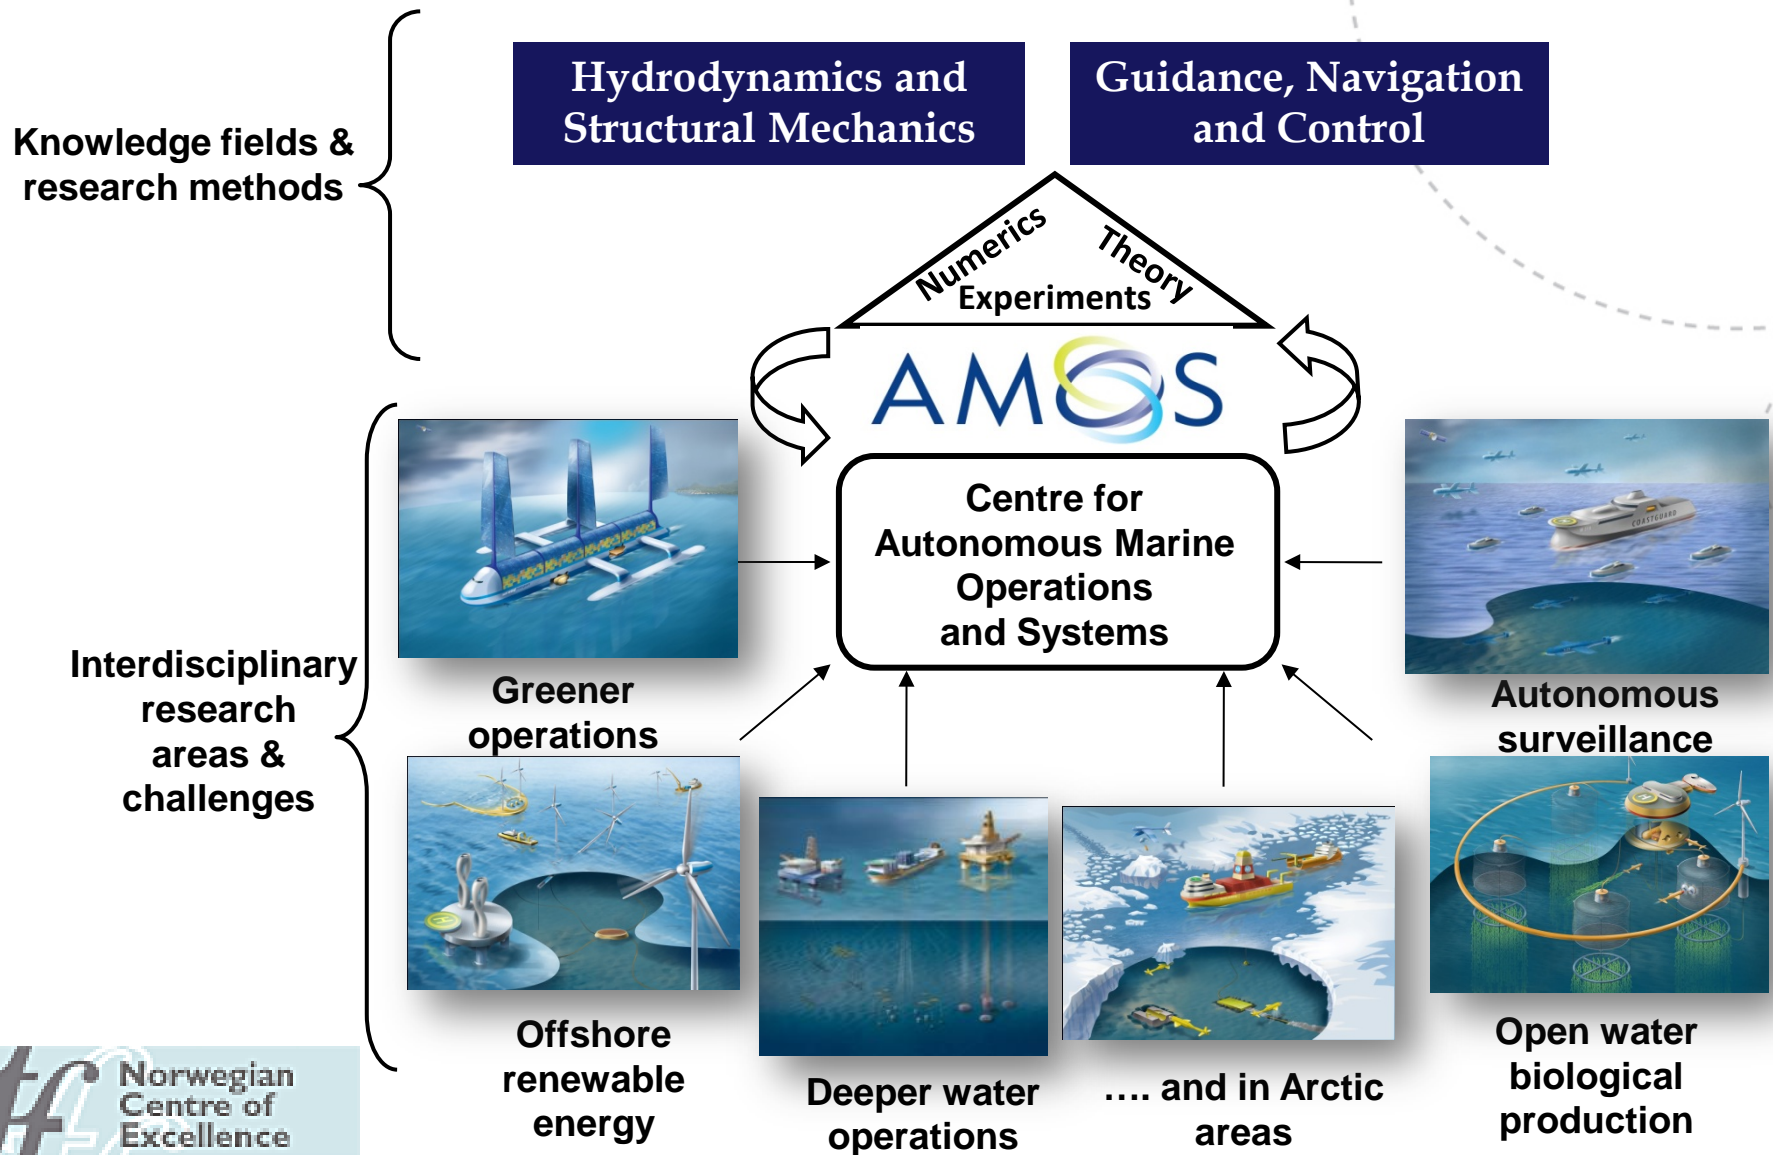 Hydrodynamics and
Structural Mechanics
Guidance, Navigation
and Control
Knowledge fields &
research methods
Numerics
Theory
Experiments
AMOS
Centre for
Autonomous Marine
Operations
and Systems
COASTGUARD
Interdisciplinary
research
areas &
challenges
Greener
operations
Autonomous
surveillance
H
Offshore
renewable
energy
Deeper water
operations
.... and in Arctic
areas
Open water
biological
production
Norwegian
Centre of
Excellence